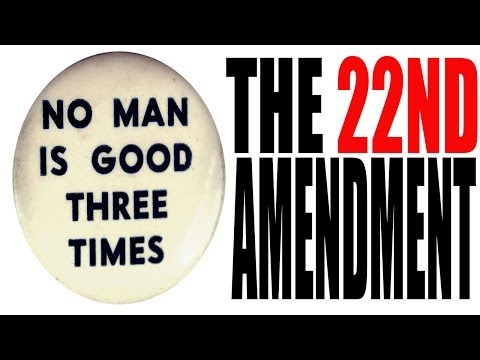 NO MAN
IS GOOD
THREE
TIMES
THE 22ND
AMENDMENT